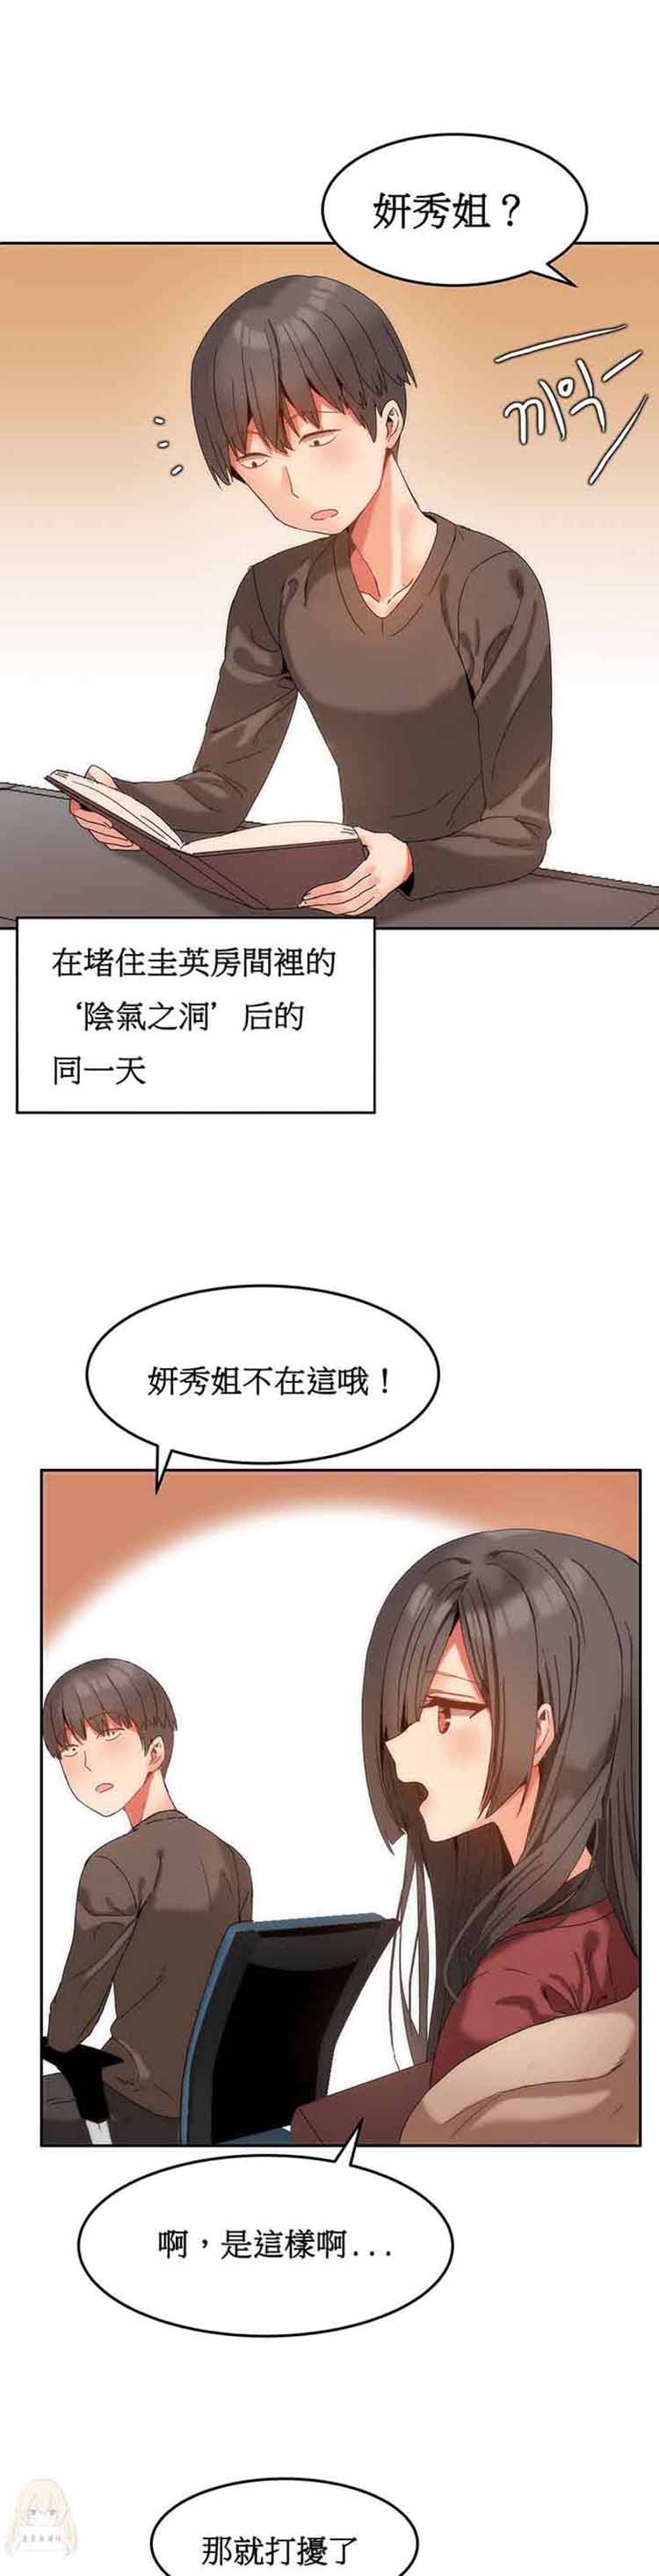 妍秀姐？
끼익
在堵住圭英房間裡的
‘陰氣之洞’后的
同一天
妍秀姐不在這哦！
啊，是這樣啊...
那就打擾了